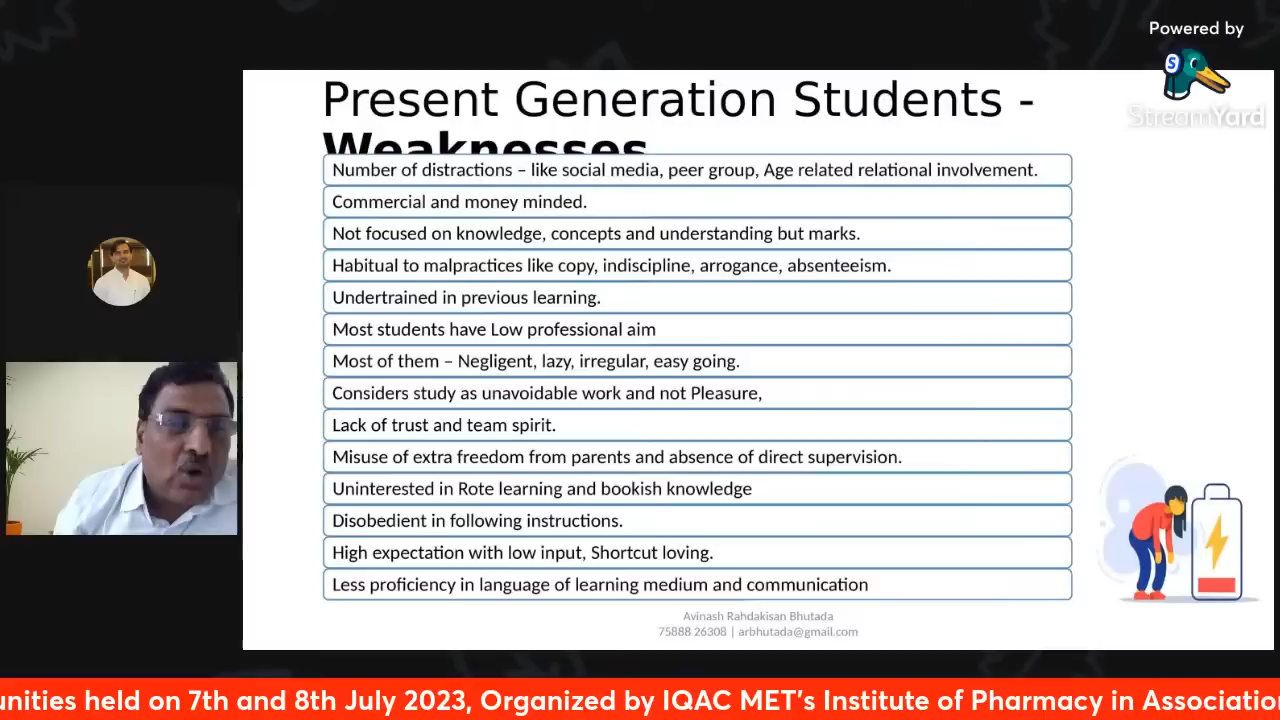 Powered by
S
StreamYard
Present Generation Students -
Weaknesses
Number of distractions – like social media, peer group, Age related relational involvement.
Commercial and money minded.
Not focused on knowledge, concepts and understanding but marks.
Habitual to malpractices like copy, indiscipline, arrogance, absenteeism.
Undertrained in previous learning.
Most students have Low professional aim
Most of them – Negligent, lazy, irregular, easy going.
Considers study as unavoidable work and not Pleasure,
Lack of trust and team spirit.
Misuse of extra freedom from parents and absence of direct supervision.
Uninterested in Rote learning and bookish knowledge
Disobedient in following instructions.
High expectation with low input, Shortcut loving.
Less proficiency in language of learning medium and communication
Avinash Rahdakisan Bhutada
75888 26308 | arbhutada@gmail.com
unities held on 7th and 8th July 2023, Organized by IQAC MET's Institute of Pharmacy in Association